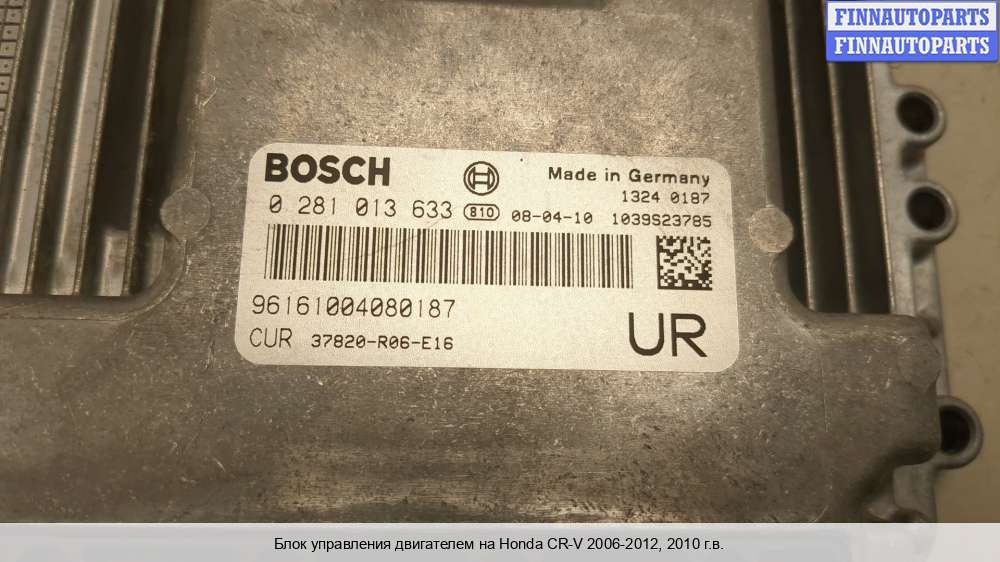 FINNAUTOPARTS
FINNAUTOPARTS
BOSCH
Made in Germany
1324 0187
0 281 013 633 810 08-04-10 1039S23785
96161004080187
CUR 37820-R06-E16
UR
Блок управления двигателем на Honda CR-V 2006-2012, 2010 г.в.